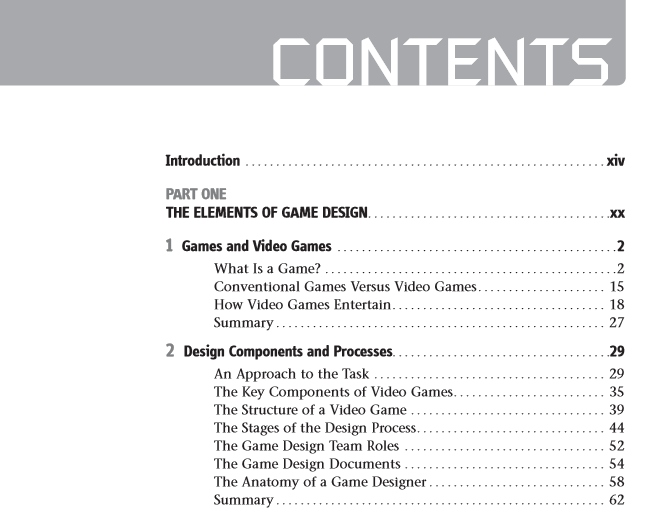 CONTENTS
Introduction ........................................................... xiv
PART ONE
THE ELEMENTS OF GAME DESIGN....................................... xx
1 Games and Video Games .............................................. 2
What Is a Game? ................................................ 2
Conventional Games Versus Video Games..................... 15
How Video Games Entertain................................... 18
Summary...................................................... 27
2 Design Components and Processes.................................... 29
An Approach to the Task ...................................... 29
The Key Components of Video Games......................... 35
The Structure of a Video Game ................................ 39
The Stages of the Design Process............................... 44
The Game Design Team Roles .................................. 52
The Game Design Documents ................................. 54
The Anatomy of a Game Designer ............................. 58
Summary...................................................... 62